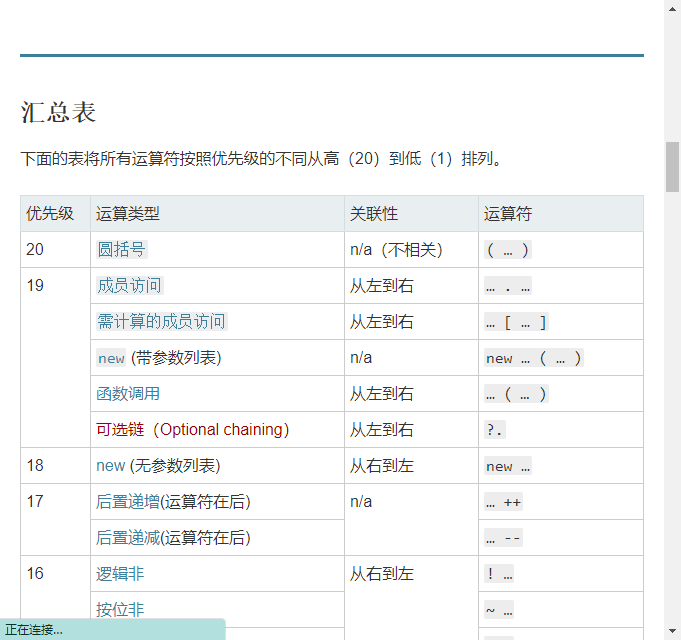 汇总表
下面的表将所有运算符按照优先级的不同从高（20）到低（1）排列。
优先级 运算类型 关联性 运算符
20 圆括号 n/a（不相关） ( … )
19 成员访问 从左到右 … . …
需计算的成员访问 从左到右 … [ … ]
new (带参数列表) n/a new … ( … )
函数调用 从左到右 … ( … )
可选链（Optional chaining） 从左到右 ?.
18 new (无参数列表) 从右到左 new …
17 后置递增(运算符在后) n/a … ++
后置递减(运算符在后) … --
16 逻辑非 从右到左 ! …
按位非 ~ …
正在连接...